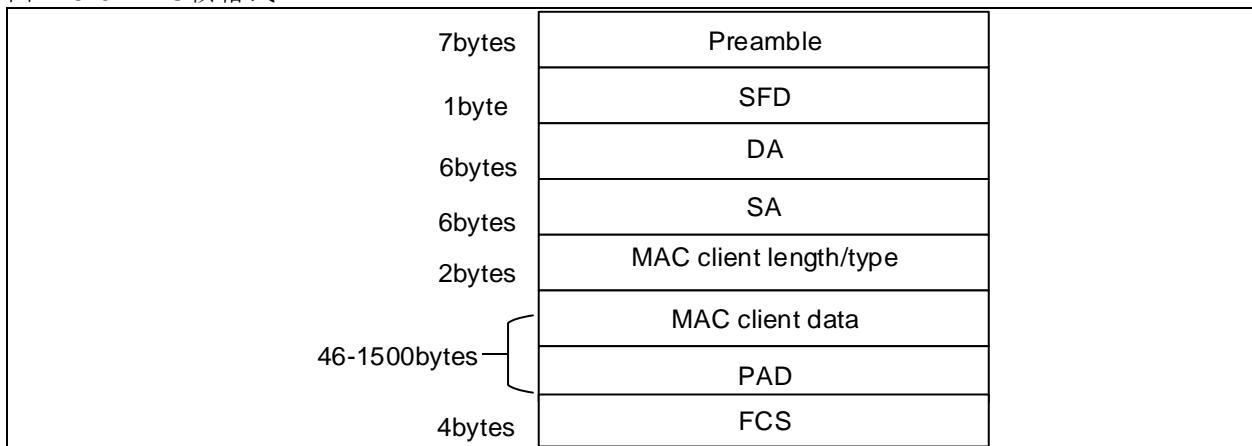 7bytes Preamble
1byte SFD
6bytes DA
6bytes SA
2bytes MAC client length/type
MAC client data
46-1500bytes
PAD
4bytes FCS